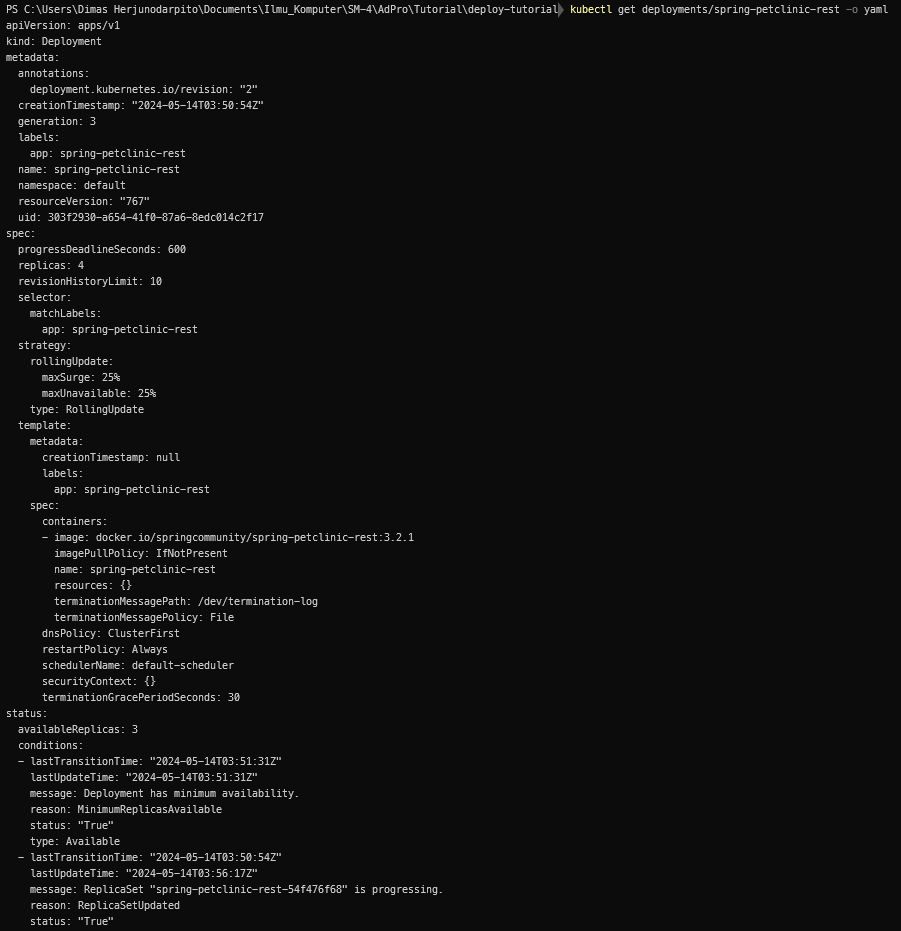 PS C:\Users\Dimas Herjunodarpito\Documents\Ilmu_Komputer\SM-4\AdPro\Tutorial\deploy-tutorial> kubectl get deployments/spring-petclinic-rest -o yaml
apiVersion: apps/v1
kind: Deployment
metadata:
  annotations:
    deployment.kubernetes.io/revision: "2"
  creationTimestamp: "2024-05-14T03:50:54Z"
  generation: 3
  labels:
    app: spring-petclinic-rest
  name: spring-petclinic-rest
  namespace: default
  resourceVersion: "767"
  uid: 303f2930-a654-41f0-87a6-8edc014c2f17
spec:
  progressDeadlineSeconds: 600
  replicas: 4
  revisionHistoryLimit: 10
  selector:
    matchLabels:
      app: spring-petclinic-rest
  strategy:
    rollingUpdate:
      maxSurge: 25%
      maxUnavailable: 25%
    type: RollingUpdate
  template:
    metadata:
      creationTimestamp: null
      labels:
        app: spring-petclinic-rest
    spec:
      containers:
      - image: docker.io/springcommunity/spring-petclinic-rest:3.2.1
        imagePullPolicy: IfNotPresent
        name: spring-petclinic-rest
        resources: {}
        terminationMessagePath: /dev/termination-log
        terminationMessagePolicy: File
      dnsPolicy: ClusterFirst
      restartPolicy: Always
      schedulerName: default-scheduler
      securityContext: {}
      terminationGracePeriodSeconds: 30
status:
  availableReplicas: 3
  conditions:
  - lastTransitionTime: "2024-05-14T03:51:31Z"
    lastUpdateTime: "2024-05-14T03:51:31Z"
    message: Deployment has minimum availability.
    reason: MinimumReplicasAvailable
    status: "True"
    type: Available
  - lastTransitionTime: "2024-05-14T03:50:54Z"
    lastUpdateTime: "2024-05-14T03:56:17Z"
    message: ReplicaSet "spring-petclinic-rest-54f476f68" is progressing.
    reason: ReplicaSetUpdated
    status: "True"